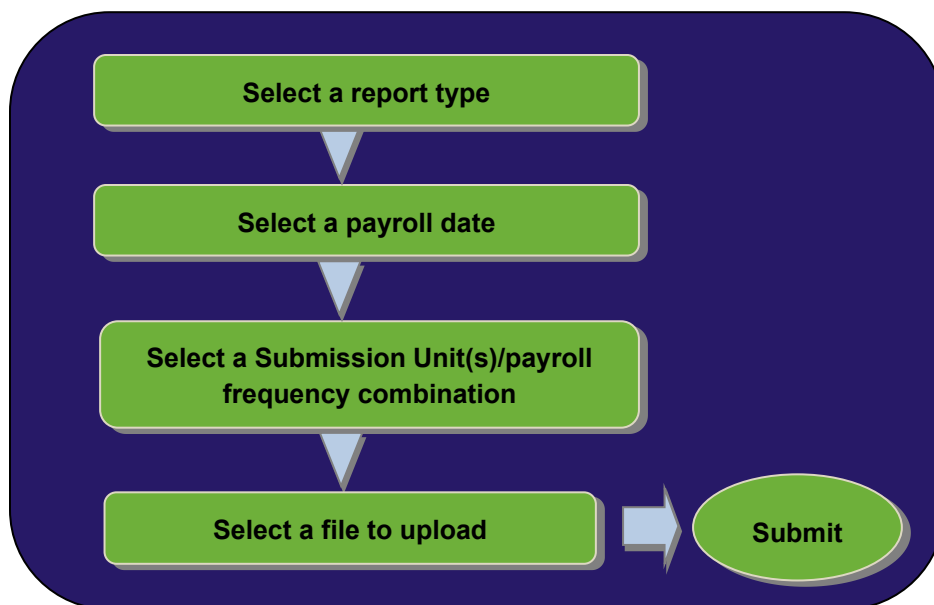 Select a report type
Select a payroll date
Select a Submission Unit(s)/payroll
frequency combination
Select a file to upload
Submit